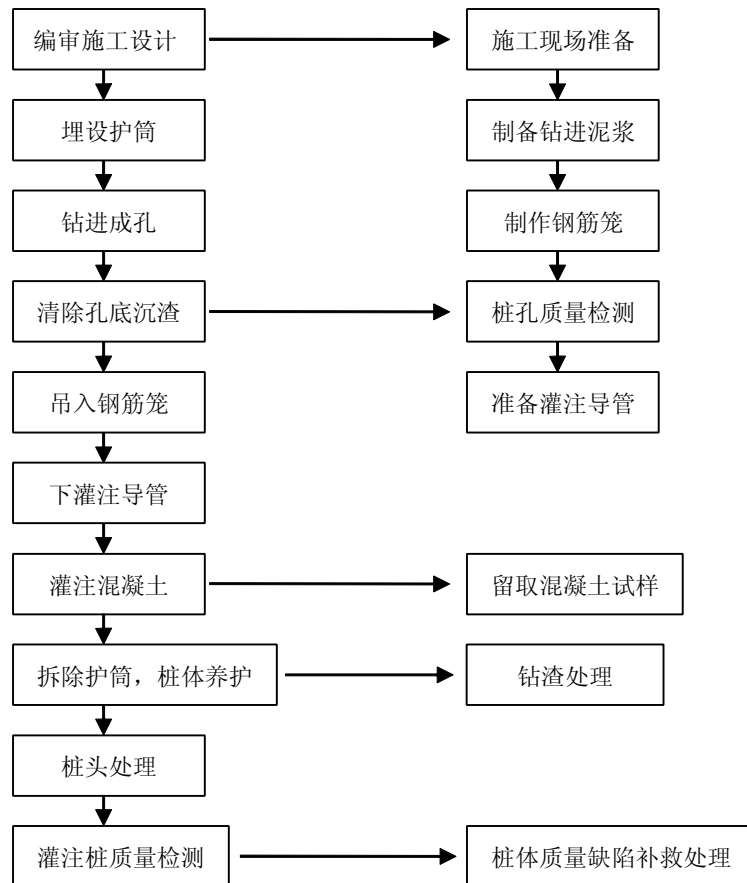 编审施工设计
施工现场准备
埋设护筒
制备钻进泥浆
钻进成孔
制作钢筋笼
清除孔底沉渣
桩孔质量检测
吊入钢筋笼
准备灌注导管
下灌注导管
灌注混凝土
留取混凝土试样
拆除护筒，桩体养护
钻渣处理
桩头处理
灌注桩质量检测
桩体质量缺陷补救处理